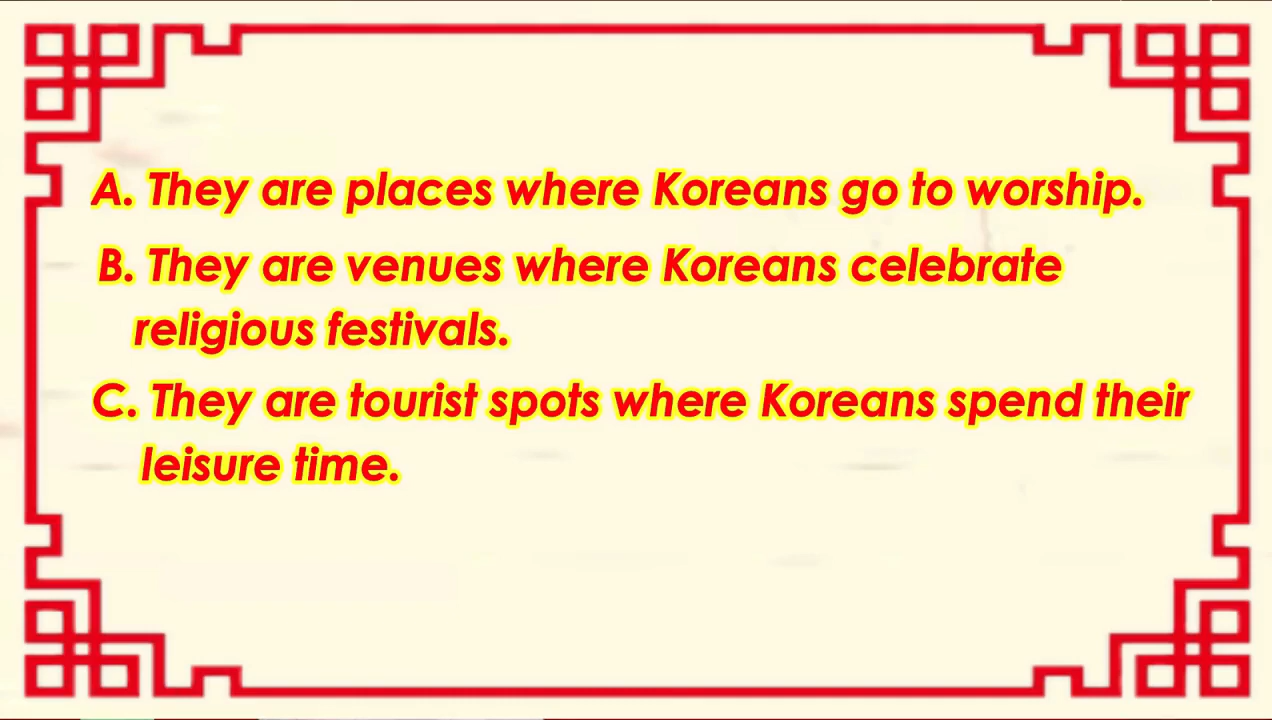 A. They are places where Koreans go to worship.
B. They are venues where Koreans celebrate
religious festivals.
C. They are tourist spots where Koreans spend their
leisure time.